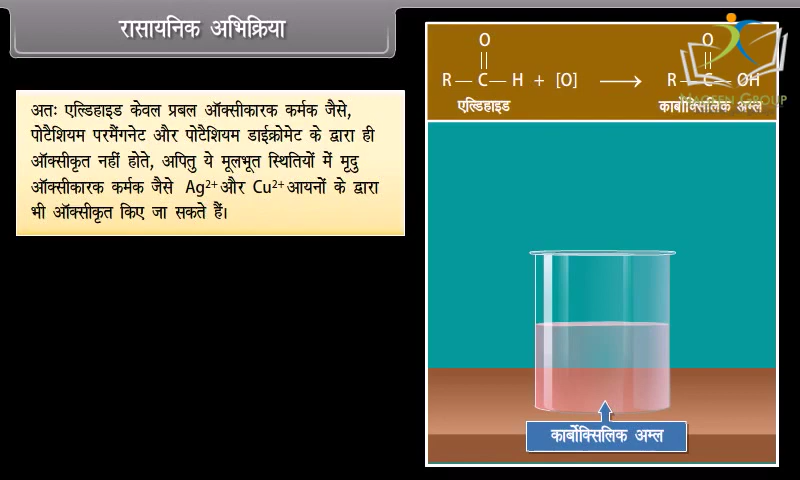 रासायनिक अभिक्रिया
अतः एल्डिहाइड केवल प्रबल ऑक्सीकारक कर्मक जैसे,
पोटैशियम परमैंगनेट और पोटैशियम डाईक्रोमेट के द्वारा ही
ऑक्सीकृत नहीं होते, अपितु ये मूलभूत स्थितियों में मृदु
ऑक्सीकारक कर्मक जैसे Ag²⁺ और Cu²⁺ आयनों के द्वारा
भी ऑक्सीकृत किए जा सकते हैं।
O O
R — C — H + [O] ⟶ R — C — OH
एल्डिहाइड कार्बोक्सिलिक अम्ल
कार्बोक्सिलिक अम्ल